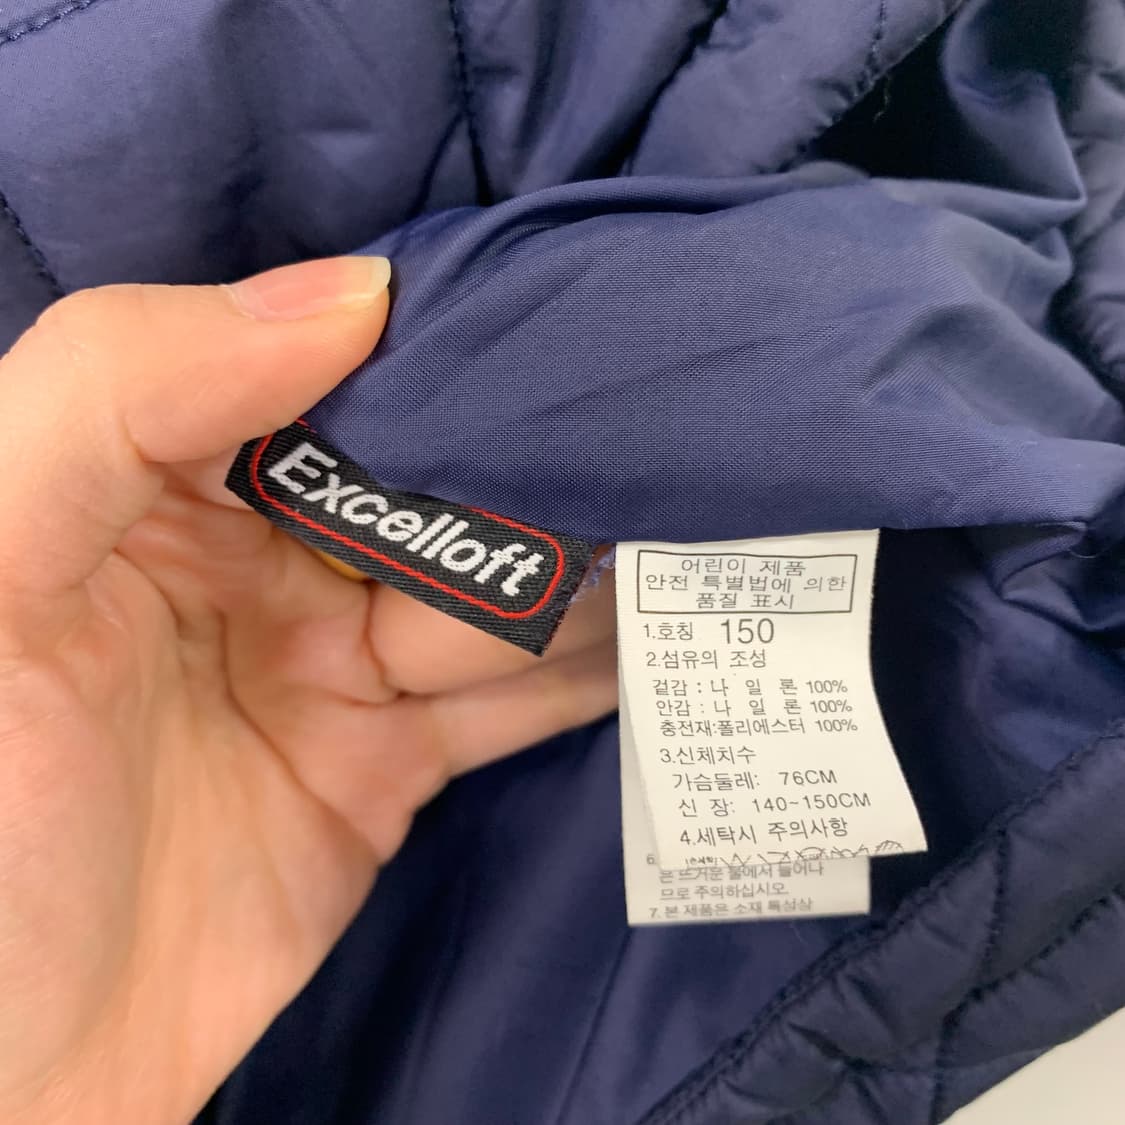 Excelloft
어린이 제품
안전 특별법에 의한
품질 표시
1.호칭 150
2.섬유의 조성
겉감 : 나 일 론 100%
안감 : 나 일 론 100%
충전재:폴리에스터 100%
3.신체치수
가슴둘레: 76CM
신 장: 140~150CM
4.세탁시 주의사항
6.
은 뜨거운 물에서 늘어나
므로 주의하십시오.
7.본 제품은 소재 특성상